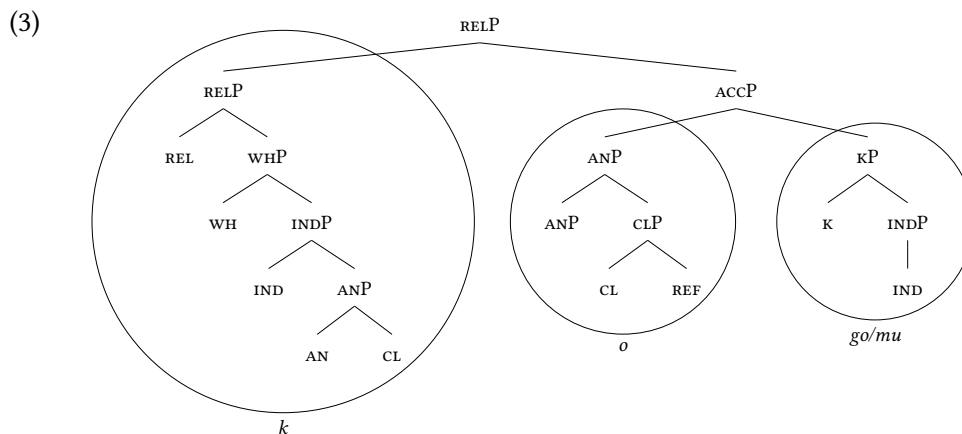 (3)
RELP
RELP ACCP
REL WHP ANP KP
WH INDP ANP CLP K INDP
IND ANP CL REF IND
AN CL
o go/mu
k